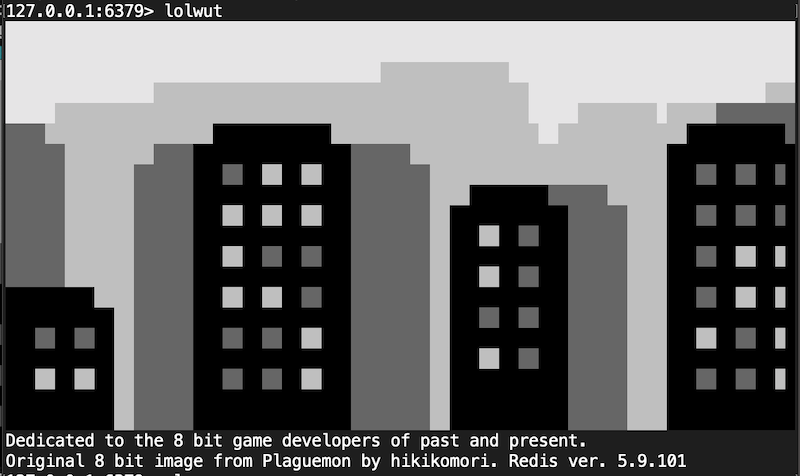 127.0.0.1:6379> lolwut
Dedicated to the 8 bit game developers of past and present.
Original 8 bit image from Plaguemon by hikikomori. Redis ver. 5.9.101